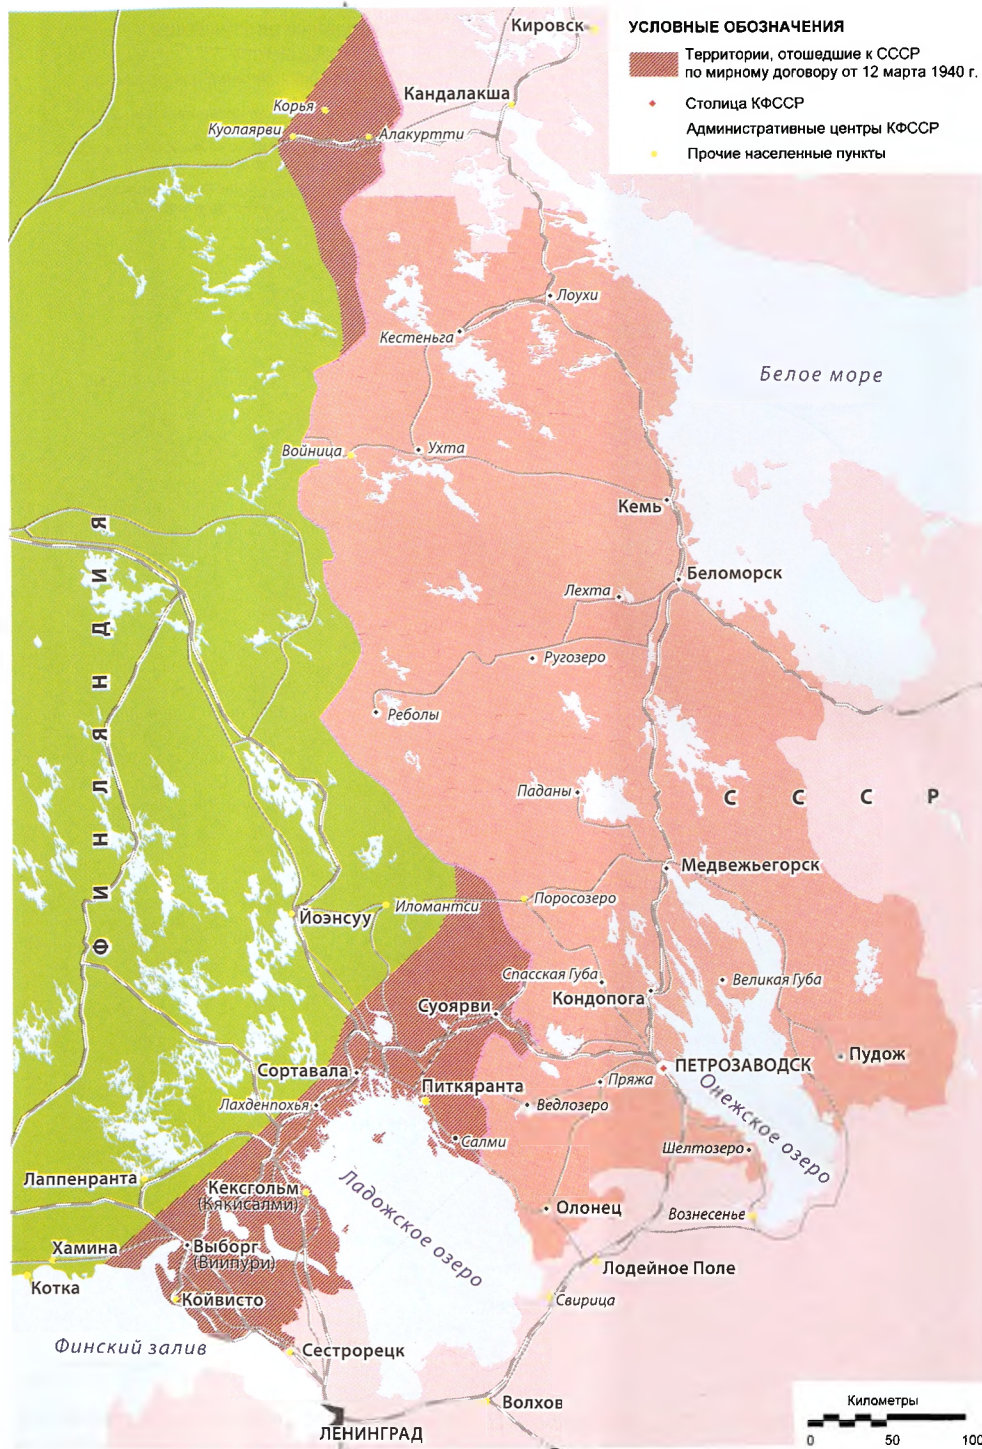 УСЛОВНЫЕ ОБОЗНАЧЕНИЯ
Территории, отошедшие к СССР
по мирному договору от 12 марта 1940 г.
Столица КФССР
Административные центры КФССР
Прочие населенные пункты
Кировск
Кандалакша
Корья
Куолаярви
Алакуртти
Лоухи
Кестеньга
Белое море
Войница
Ухта
Кемь
Беломорск
Лехта
Ругозеро
Реболы
ФИНЛЯНДИЯ
Паданы
С С С Р
Медвежьегорск
Йоэнсуу
Иломантси
Поросозеро
Спасская Губа
Великая Губа
Кондопога
Суоярви
Пудож
ПЕТРОЗАВОДСК
Сортавала
Питкяранта
Пряжа
Онежское озеро
Лахденпохья
Ведлозеро
Салми
Шелтозеро
Лаппенранта
Кексгольм
(Кякисалми)
Ладожское озеро
Олонец
Вознесенье
Хамина
Выборг
(Виипури)
Лодейное Поле
Котка
Койвисто
Свирица
Финский залив
Сестрорецк
Волхов
ЛЕНИНГРАД
Километры
0 50 100